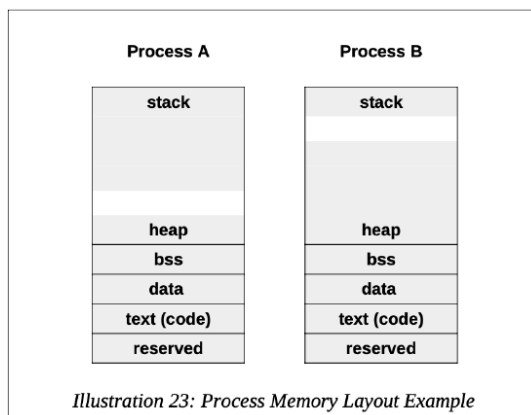 Process A
Process B
stack
stack
heap
heap
bss
bss
data
data
text (code)
text (code)
reserved
reserved
Illustration 23: Process Memory Layout Example